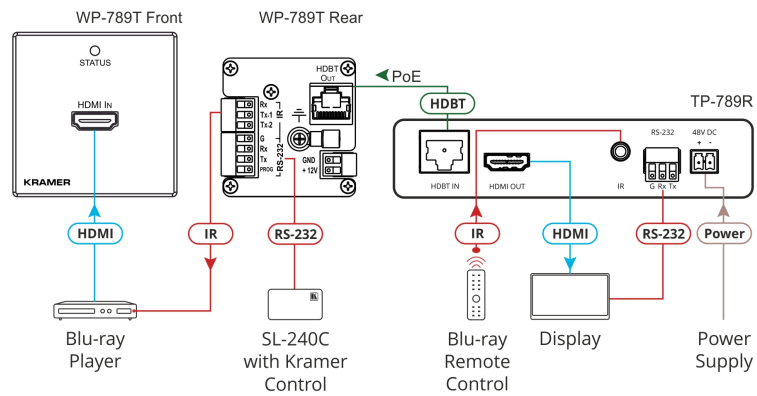 WP-789T Front
WP-789T Rear
STATUS
HDMI IN
KRAMER
HDBT
OUT
Rx
Tx-1
Tx-2
IR
G
Rx
Tx
PROG
RS-232
GND
+ 12V
PoE
HDBT
TP-789R
HDBT IN
HDMI OUT
IR
RS-232
G Rx Tx
48V DC
+ -
HDMI
IR
RS-232
IR
HDMI
RS-232
Power
Blu-ray
Player
SL-240C
with Kramer
Control
Blu-ray
Remote
Control
Display
Power
Supply